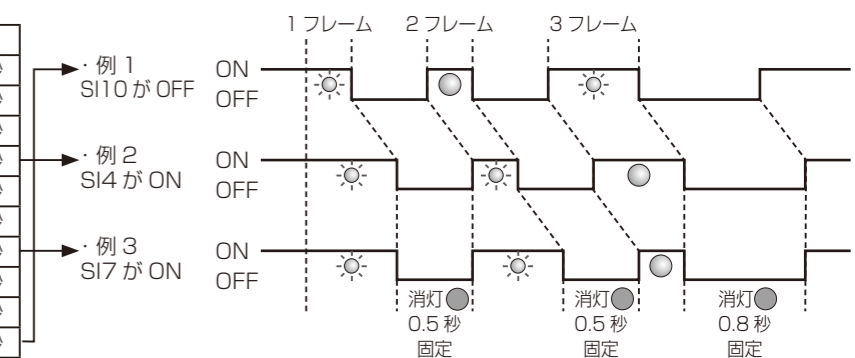 1 フレーム 2 フレーム 3 フレーム
・例 1
SI10 が OFF
ON
OFF
・例 2
SI4 が ON
ON
OFF
・例 3
SI7 が ON
ON
OFF
消灯
0.5 秒
固定
消灯
0.5 秒
固定
消灯
0.8 秒
固定